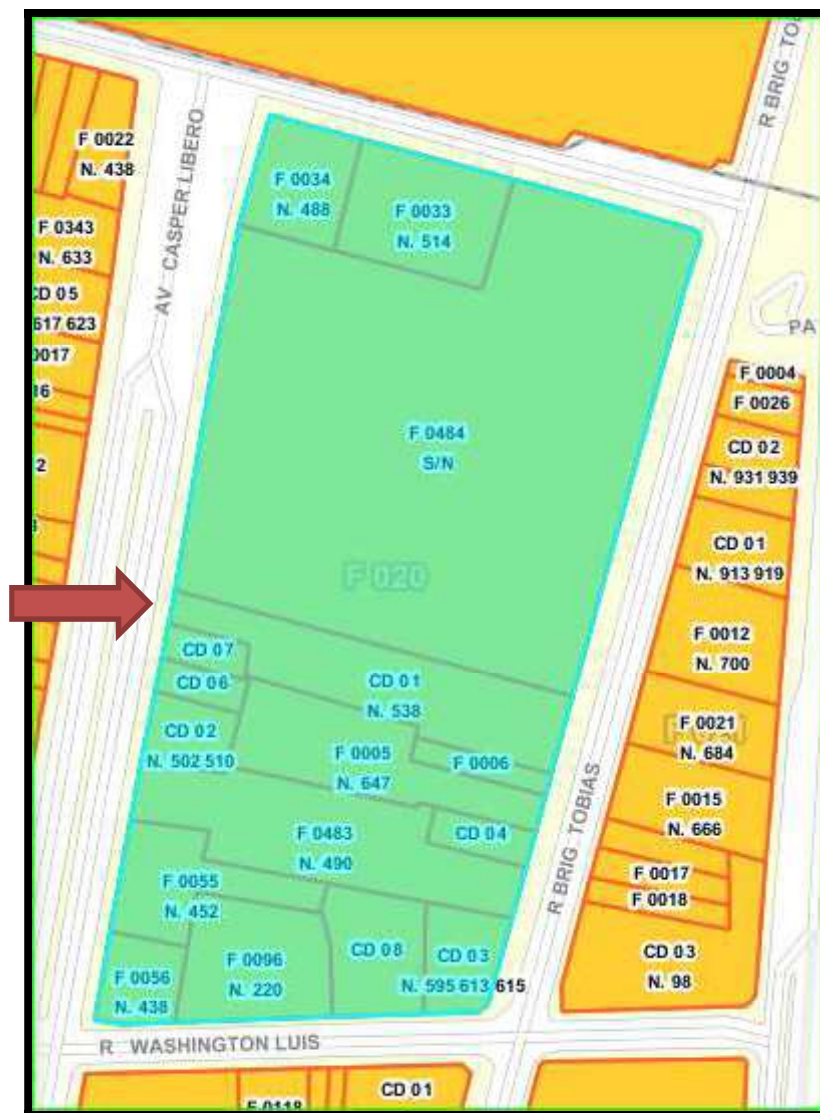 R BRIG TOB
AV CASPER LIBERO
F 0022
N. 438
F 0343
N. 633
CD 05
617 623
0017
F 0034
N. 488
F 0033
N. 514
F 0484
S/N
F 020
PA
F 0004
F 0026
CD 02
N. 931 939
CD 01
N. 913 919
F 0012
N. 700
F 0021
N. 684
F 0015
N. 666
F 0017
F 0018
CD 03
N. 98
CD 07
CD 06
CD 02
N. 502 510
CD 01
N. 538
F 0005
N. 647
F 0006
F 0483
N. 490
CD 04
F 0055
N. 452
F 0056
N. 438
F 0096
N. 220
CD 08
CD 03
N. 595 613 615
R BRIG TOBIAS
R WASHINGTON LUIS
F 0118
CD 01